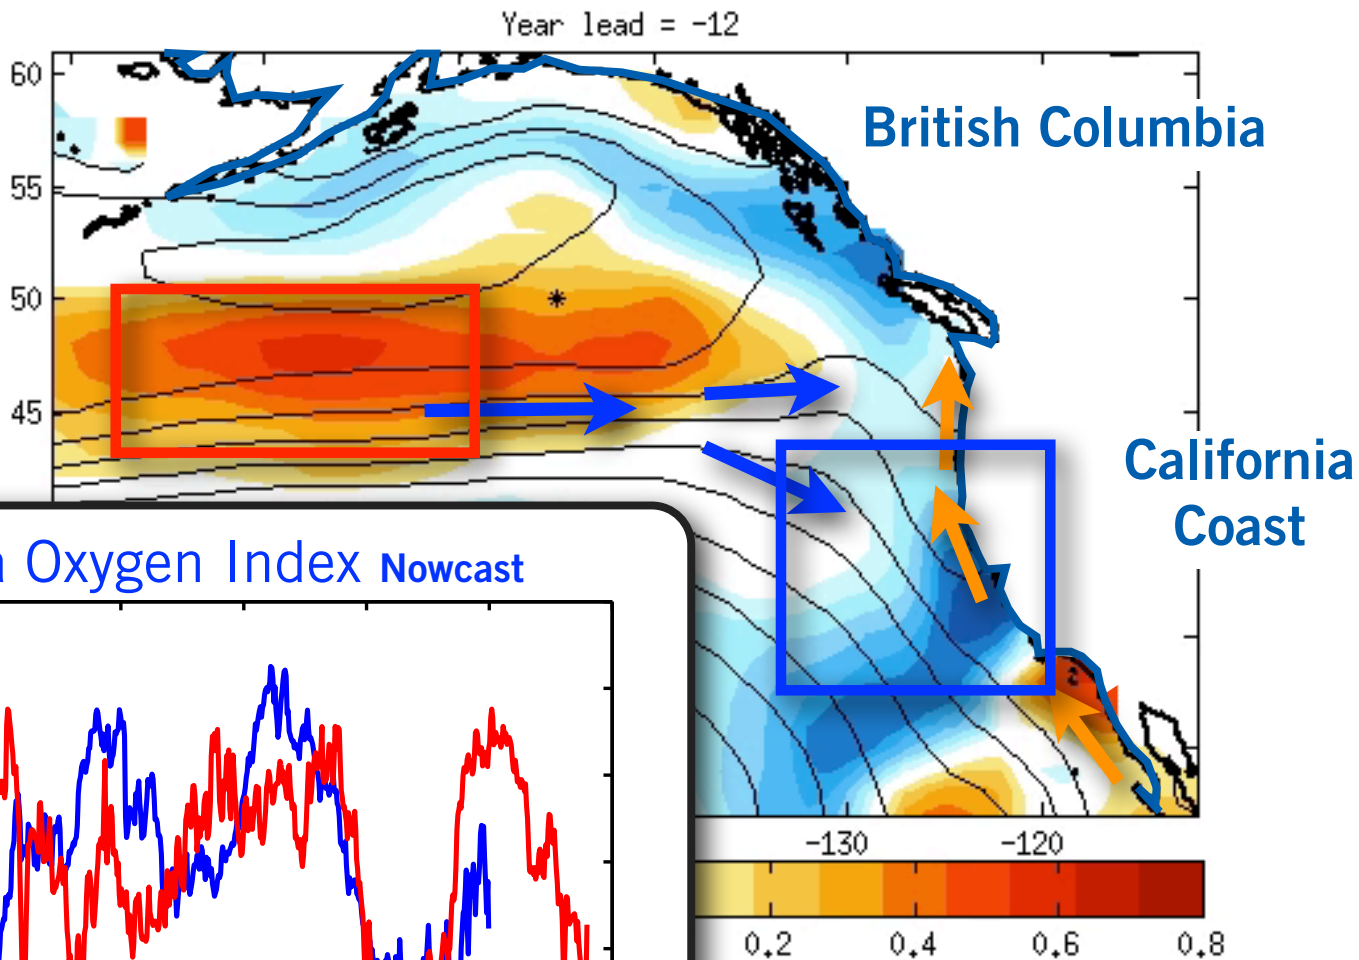 Year lead = -12
60
55
50
45
British Columbia
California
Coast
Oxygen Index Nowcast
-130
-120
0.2
0.4
0.6
0.8